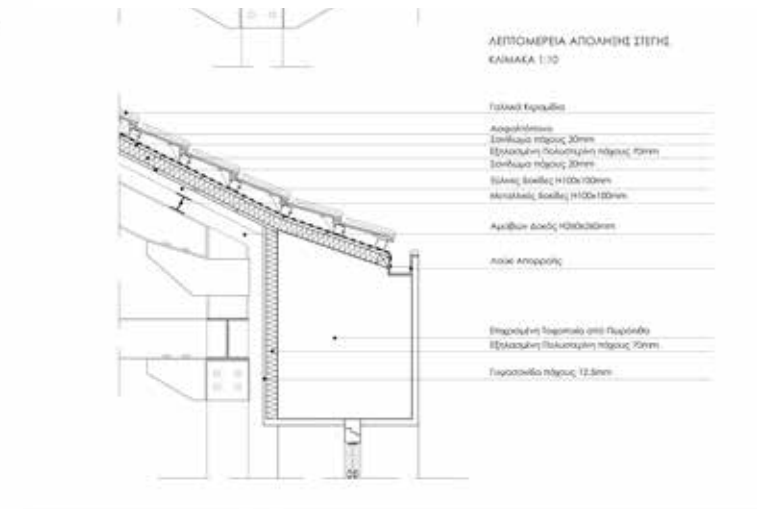 ΛΕΠΤΟΜΕΡΕΙΑ ΑΠΟΛΗΞΗΣ ΣΤΕΓΗΣ
ΚΛΙΜΑΚΑ 1:10
Γαλλικά Κεραμίδια
Ασφαλτόπανο
Σανίδωμα πάχους 20mm
Εξηλασμένη Πολυστερίνη πάχους 70mm
Σανίδωμα πάχους 20mm
Ξύλινες δοκίδες Η100x100mm
Μεταλλικές δοκίδες Η100x100mm
Αμείβων Δοκός Η260x260mm
Λούκι Απορροής
Επιχρισμένη Τοιχοποιία από Πωρόλιθο
Εξηλασμένη Πολυστερίνη πάχους 70mm
Γυψοσανίδα πάχους 12.5mm